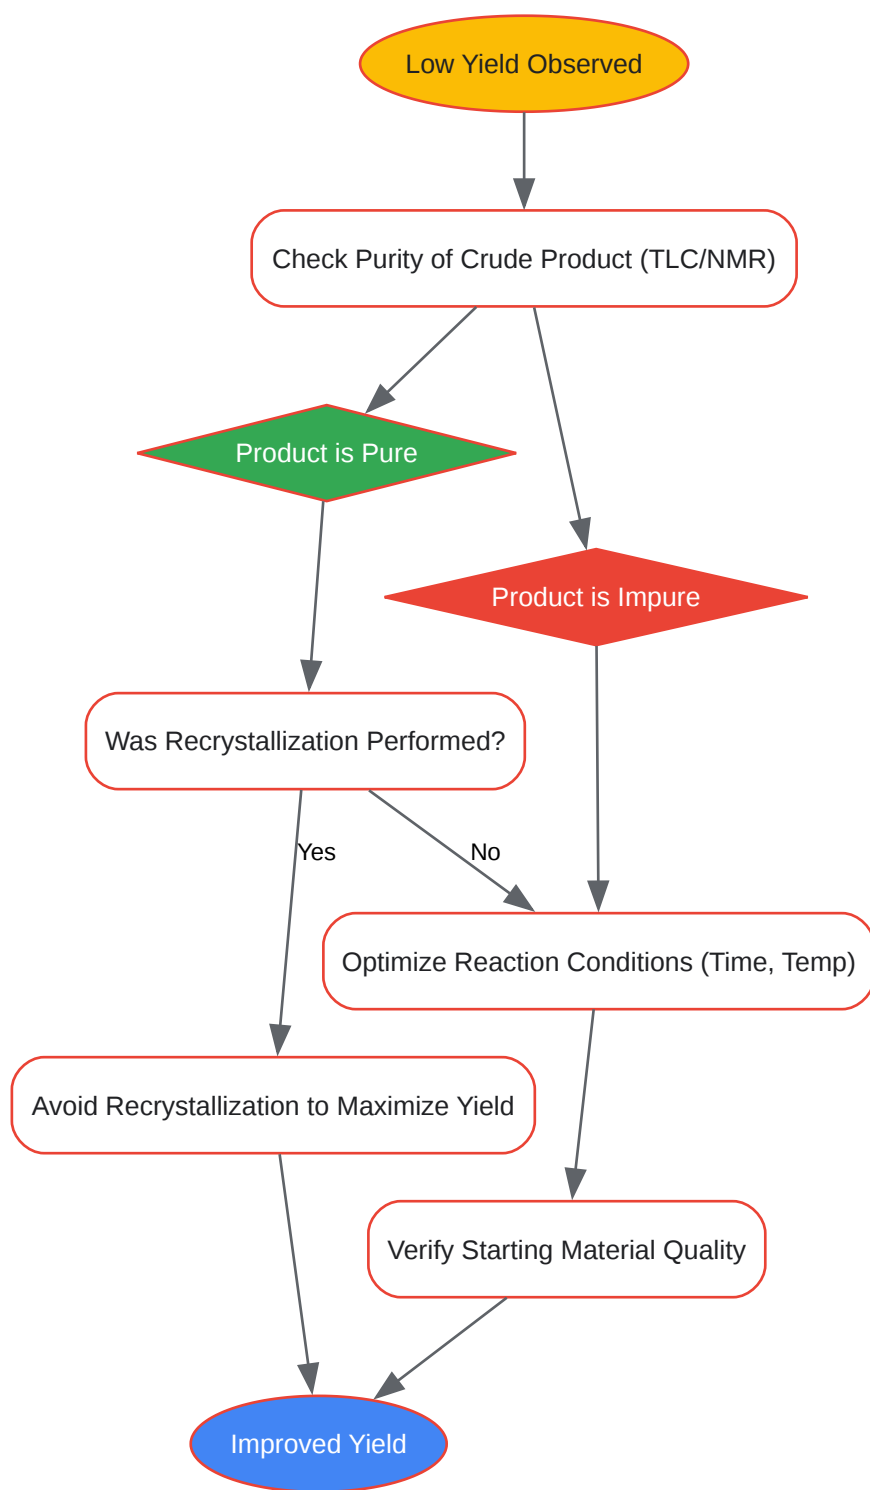 Low Yield Observed
Check Purity of Crude Product (TLC/NMR)
Product is Pure
Product is Impure
Was Recrystallization Performed?
Yes
No
Optimize Reaction Conditions (Time, Temp)
Avoid Recrystallization to Maximize Yield
Verify Starting Material Quality
Improved Yield